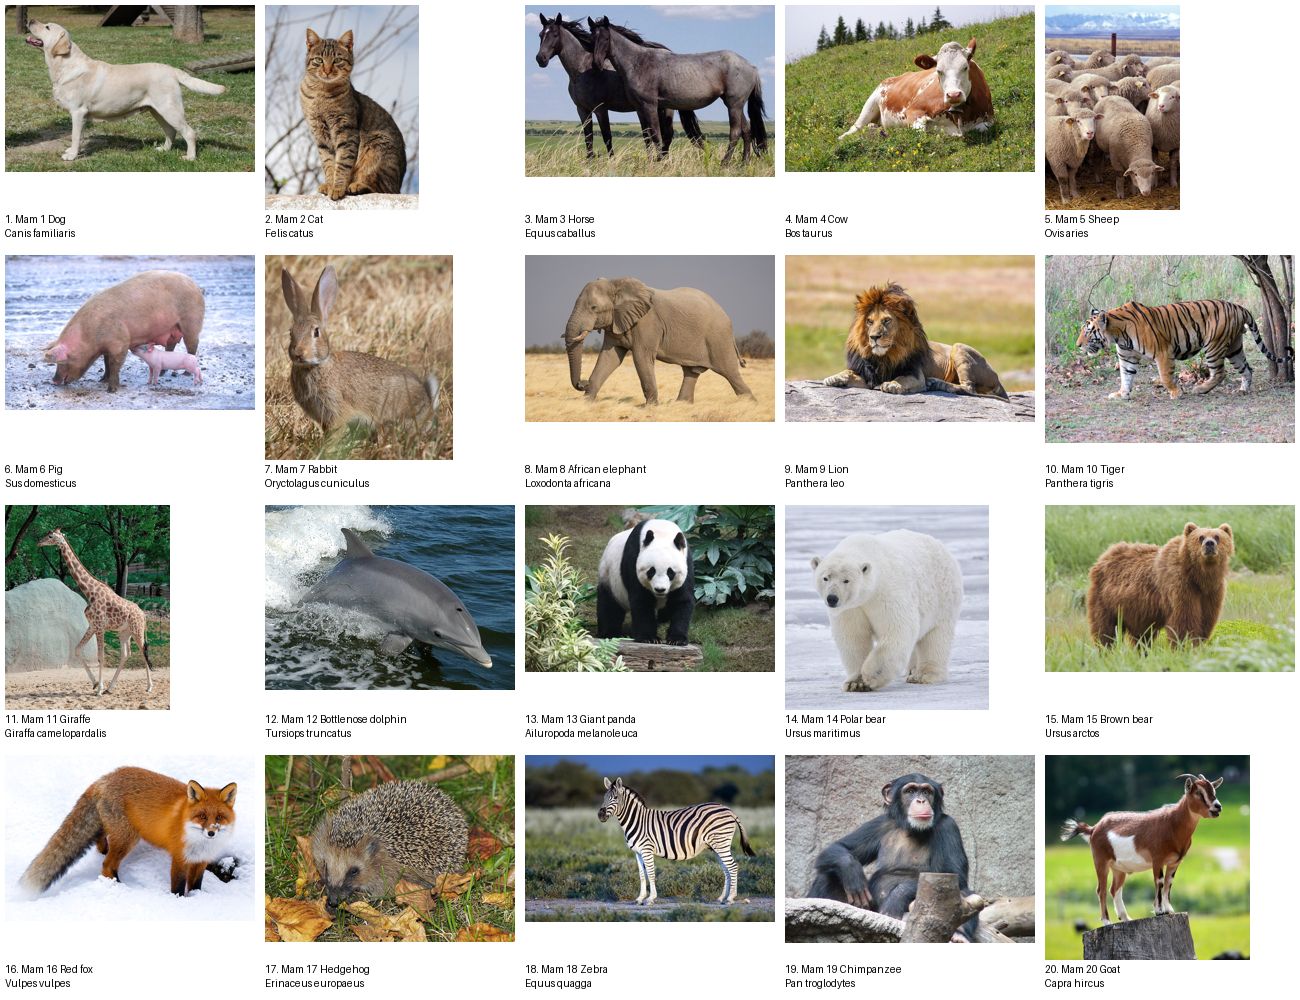 1. Mam 1 Dog
Canis familiaris
2. Mam 2 Cat
Felis catus
3. Mam 3 Horse
Equus caballus
4. Mam 4 Cow
Bos taurus
5. Mam 5 Sheep
Ovis aries
6. Mam 6 Pig
Sus domesticus
7. Mam 7 Rabbit
Oryctolagus cuniculus
8. Mam 8 African elephant
Loxodonta africana
9. Mam 9 Lion
Panthera leo
10. Mam 10 Tiger
Panthera tigris
11. Mam 11 Giraffe
Giraffa camelopardalis
12. Mam 12 Bottlenose dolphin
Tursiops truncatus
13. Mam 13 Giant panda
Ailuropoda melanoleuca
14. Mam 14 Polar bear
Ursus maritimus
15. Mam 15 Brown bear
Ursus arctos
16. Mam 16 Red fox
Vulpes vulpes
17. Mam 17 Hedgehog
Erinaceus europaeus
18. Mam 18 Zebra
Equus quagga
19. Mam 19 Chimpanzee
Pan troglodytes
20. Mam 20 Goat
Capra hircus